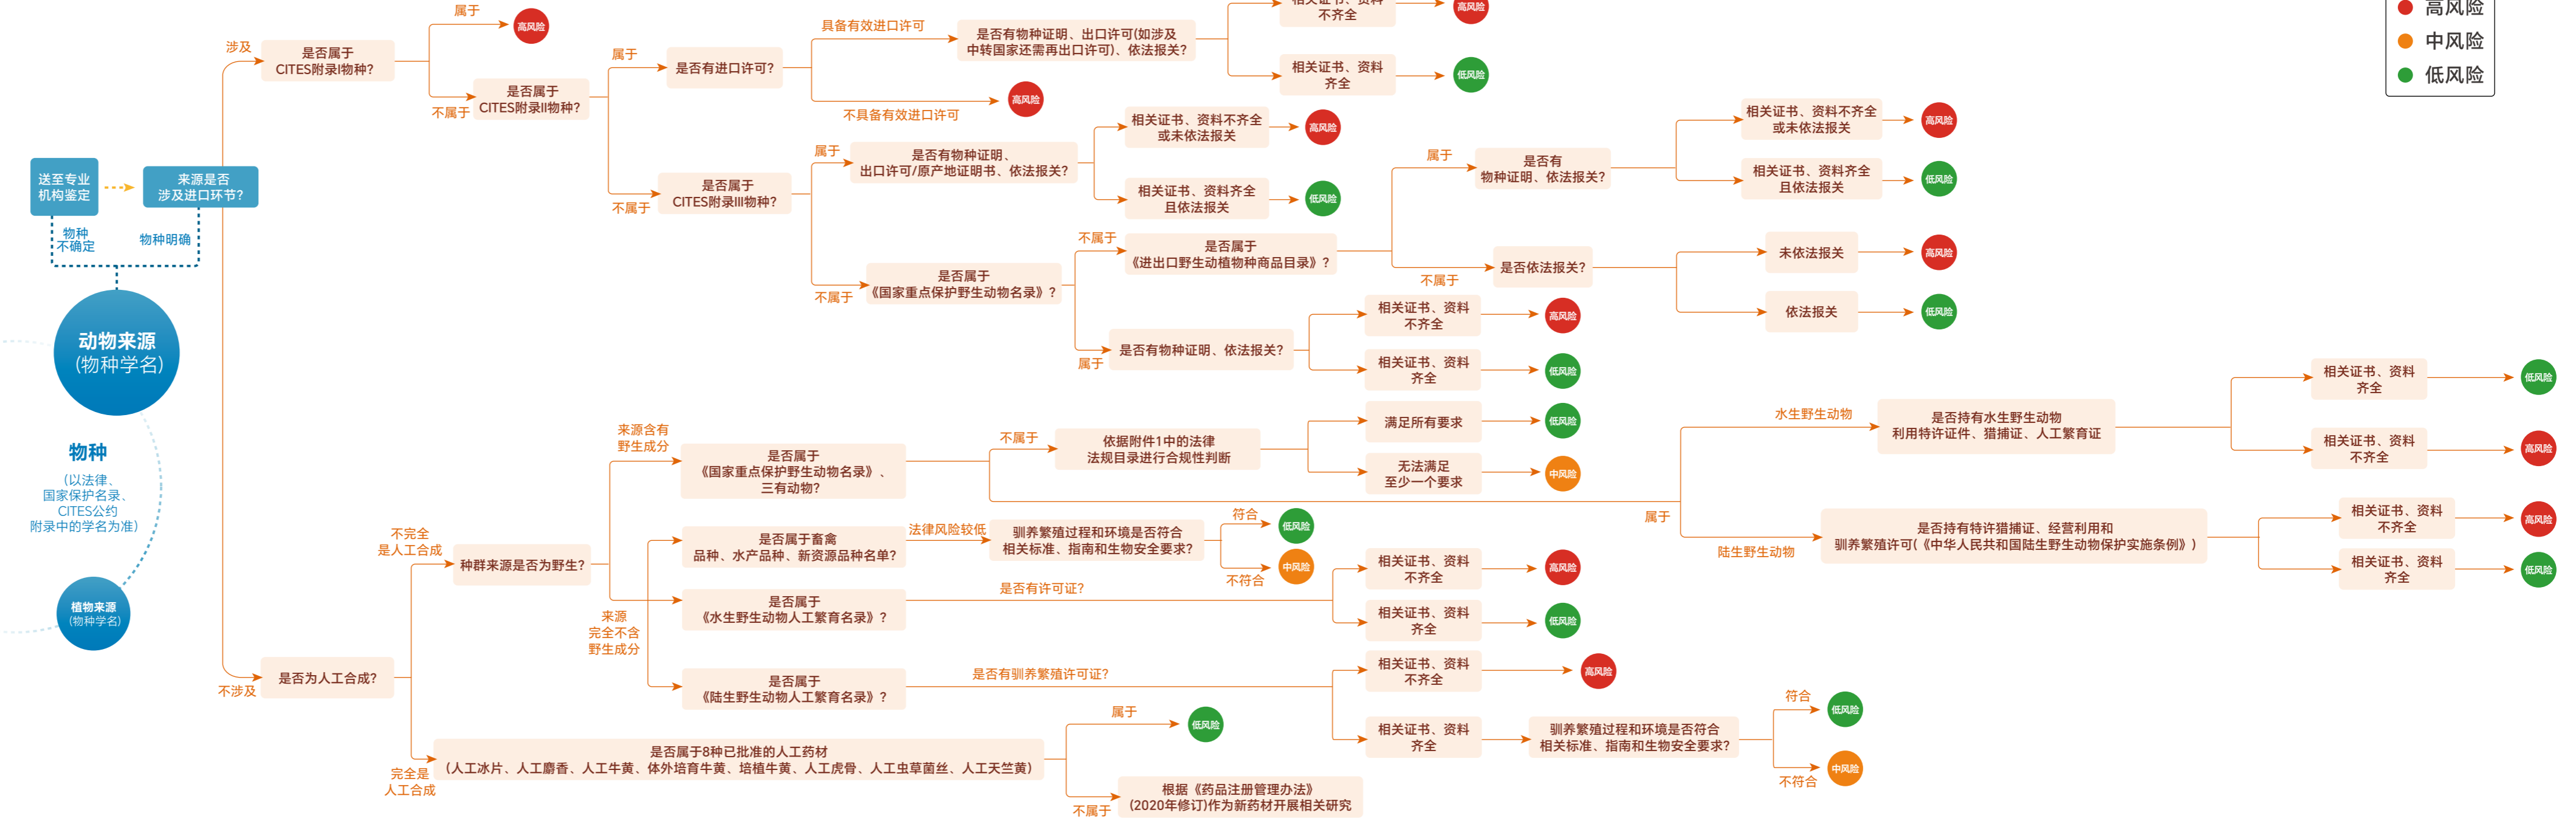 属于
高风险
涉及
是否属于
CITES附录I物种?
不属于
是否属于
CITES附录II物种?
属于
是否有进口许可?
具备有效进口许可
是否有物种证明、出口许可(如涉及
中转国家还需再出口许可)、依法报关?
相关证书、资料
不齐全
高风险
相关证书、资料
齐全
低风险
不具备有效进口许可
高风险
高风险
中风险
低风险
不属于
是否属于
CITES附录III物种?
属于
是否有物种证明、
出口许可/原产地证明书、依法报关?
相关证书、资料不齐全
或未依法报关
高风险
相关证书、资料齐全
且依法报关
低风险
不属于
是否属于
《国家重点保护野生动物名录》?
不属于
是否属于
《进出口野生动植物种商品目录》?
属于
是否有
物种证明、依法报关?
相关证书、资料不齐全
或未依法报关
高风险
相关证书、资料齐全
且依法报关
低风险
不属于
是否依法报关?
未依法报关
高风险
依法报关
低风险
属于
是否有物种证明、依法报关?
相关证书、资料
不齐全
高风险
相关证书、资料
齐全
低风险
送至专业
机构鉴定
来源是否
涉及进口环节?
物种
不确定
物种明确
动物来源
(物种学名)
物种
(以法律、
国家保护名录、
CITES公约
附录中的学名为准)
植物来源
(物种学名)
不涉及
是否为人工合成?
不完全
是人工合成
种群来源是否为野生?
来源含有
野生成分
是否属于
《国家重点保护野生动物名录》、
三有动物?
不属于
依据附件1中的法律
法规目录进行合规性判断
满足所有要求
低风险
无法满足
至少一个要求
中风险
属于
水生野生动物
是否持有水生野生动物
利用特许证件、猎捕证、人工繁育证
相关证书、资料
齐全
低风险
相关证书、资料
不齐全
高风险
陆生野生动物
是否持有特许猎捕证、经营利用和
驯养繁殖许可(《中华人民共和国陆生野生动物保护实施条例》)
相关证书、资料
不齐全
高风险
相关证书、资料
齐全
低风险
来源
完全不含
野生成分
是否属于畜禽
品种、水产品种、新资源品种名单?
法律风险较低
驯养繁殖过程和环境是否符合
相关标准、指南和生物安全要求?
符合
低风险
不符合
中风险
是否属于
《水生野生动物人工繁育名录》?
是否有许可证?
相关证书、资料
不齐全
高风险
相关证书、资料
齐全
低风险
是否属于
《陆生野生动物人工繁育名录》?
是否有驯养繁殖许可证?
相关证书、资料
不齐全
高风险
相关证书、资料
齐全
驯养繁殖过程和环境是否符合
相关标准、指南和生物安全要求?
符合
低风险
不符合
中风险
完全是
人工合成
是否属于8种已批准的人工药材
(人工冰片、人工麝香、人工牛黄、体外培育牛黄、培植牛黄、人工虎骨、人工虫草菌丝、人工天竺黄)
属于
低风险
不属于
根据《药品注册管理办法》
(2020年修订)作为新药材开展相关研究